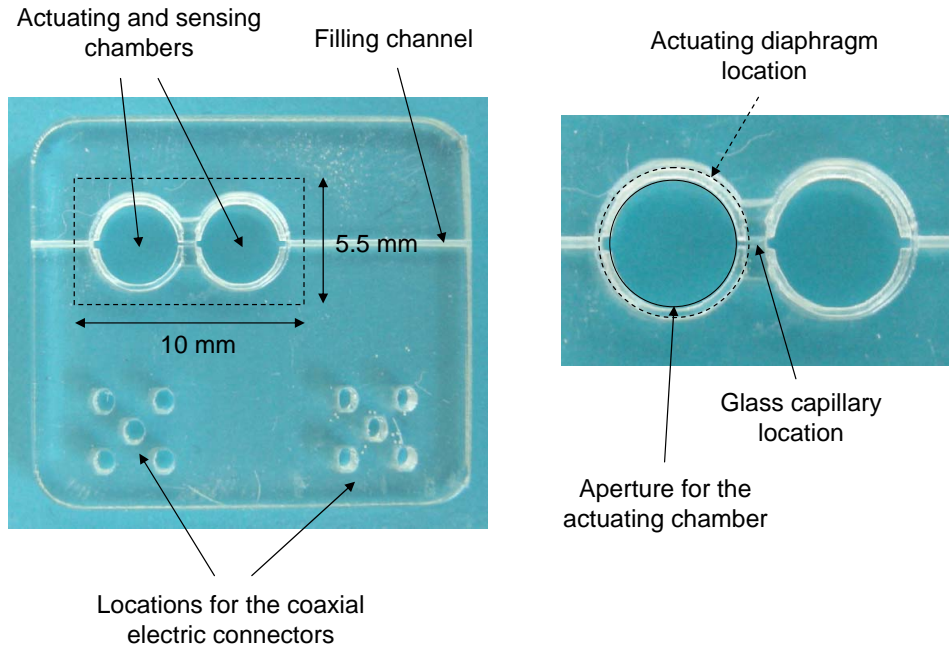 Actuating and sensing
chambers
Filling channel
5.5 mm
10 mm
Locations for the coaxial
electric connectors
Actuating diaphragm
location
Glass capillary
location
Aperture for the
actuating chamber